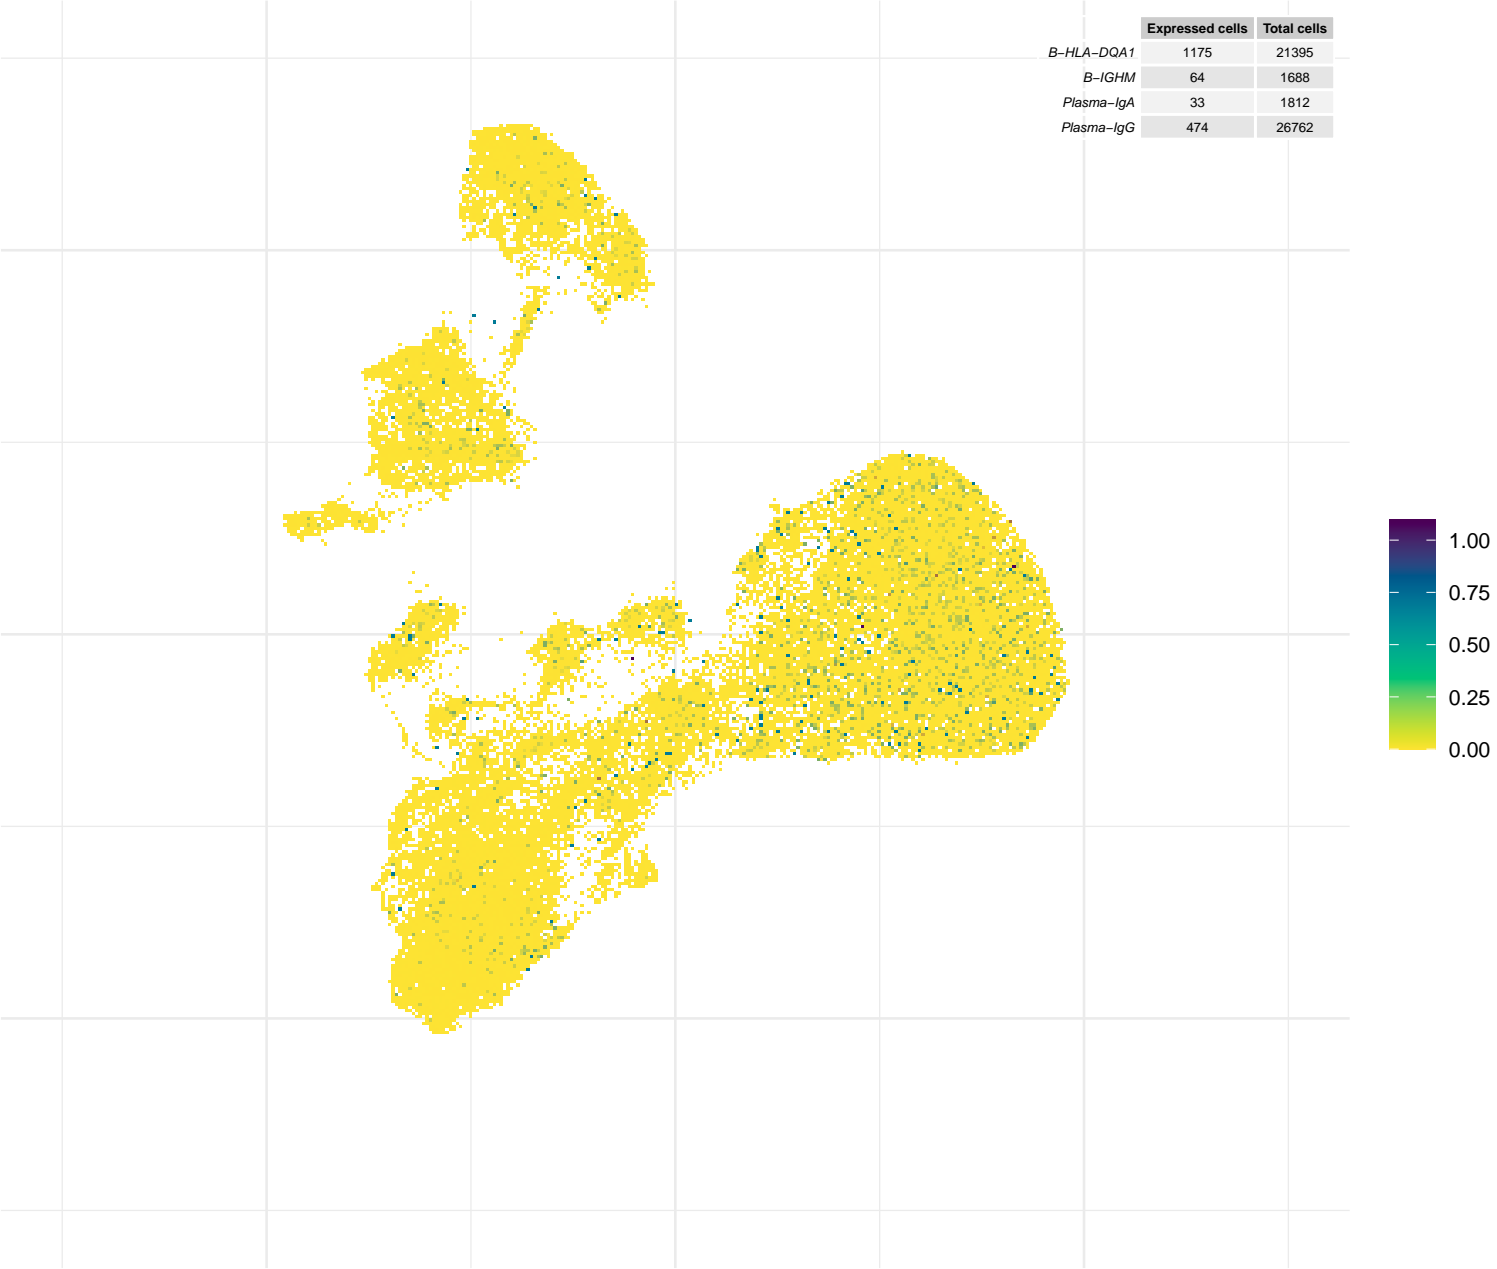 Expressed cells Total cells
B−HLA−DQA1 1175 21395
B−IGHM 64 1688
Plasma−IgA 33 1812
Plasma−IgG 474 26762
1.00
0.75
0.50
0.25
0.00